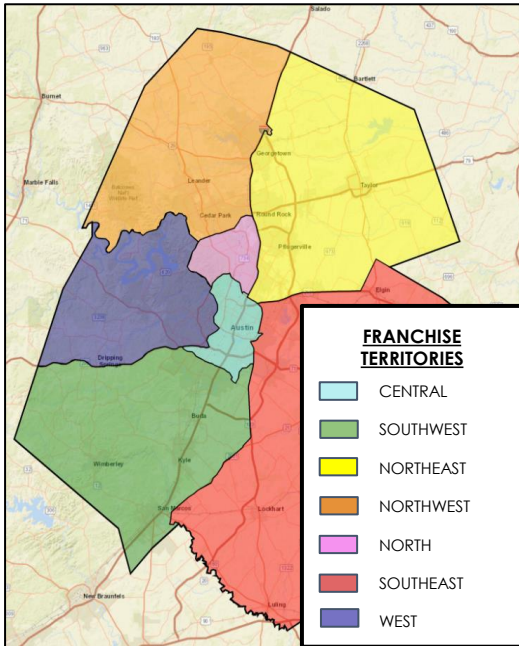 Salado
Bartlett
Burnet
Georgetown
Marble Falls
Leander
Taylor
Cedar Park
Round Rock
Pflugerville
Elgin
Austin
Dripping
Springs
Buda
Wimberley
Kyle
San Marcos
Lockhart
New Braunfels
Luling
FRANCHISE
TERRITORIES
CENTRAL
SOUTHWEST
NORTHEAST
NORTHWEST
NORTH
SOUTHEAST
WEST